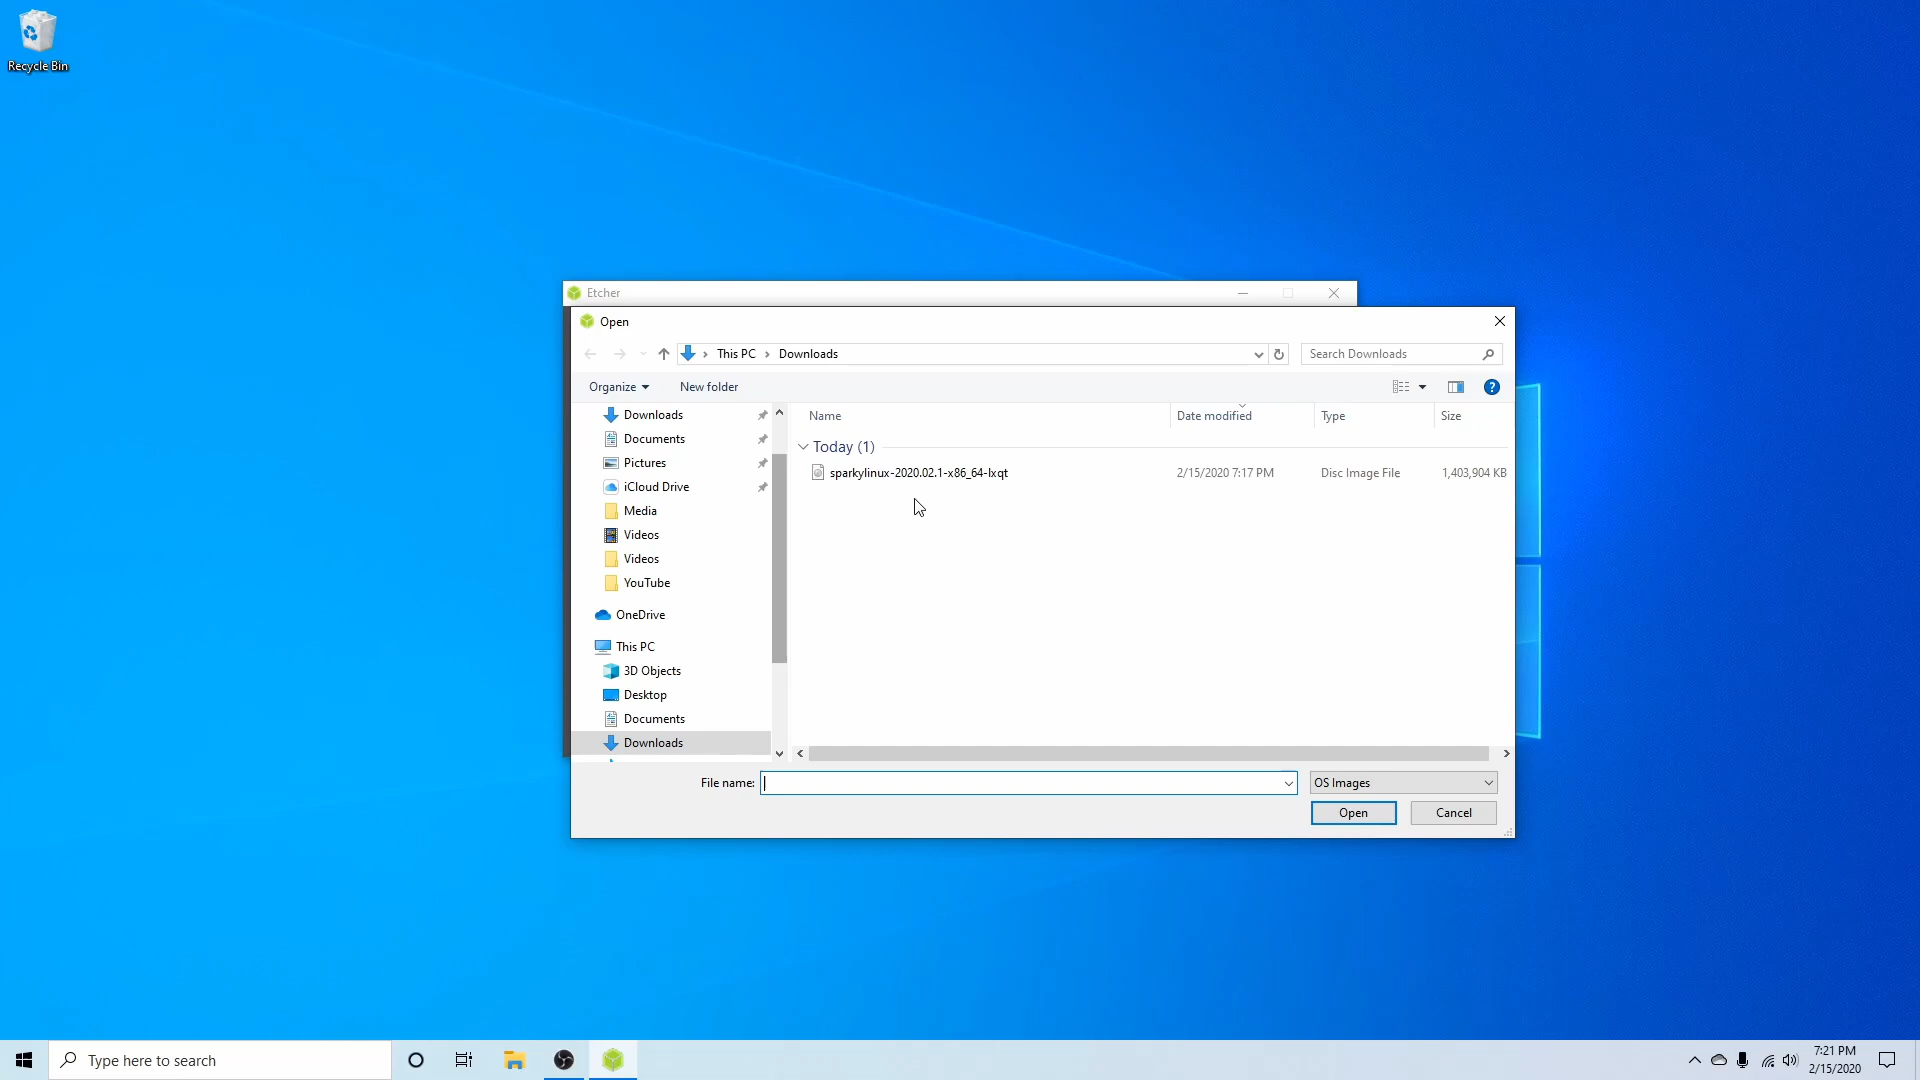 Recycle Bin
Etcher
Open
This PC > Downloads
Search Downloads
Organize
New folder
Name
Date modified
Type
Size
Today (1)
sparkylinux-2020.02.1-x86_64-lxqt
2/15/2020 7:17 PM
Disc Image File
1,403,904 KB
Downloads
Documents
Pictures
iCloud Drive
Media
Videos
Videos
YouTube
OneDrive
This PC
3D Objects
Desktop
Documents
Downloads
File name:
OS Images
Open
Cancel
Type here to search
7:21 PM
2/15/2020